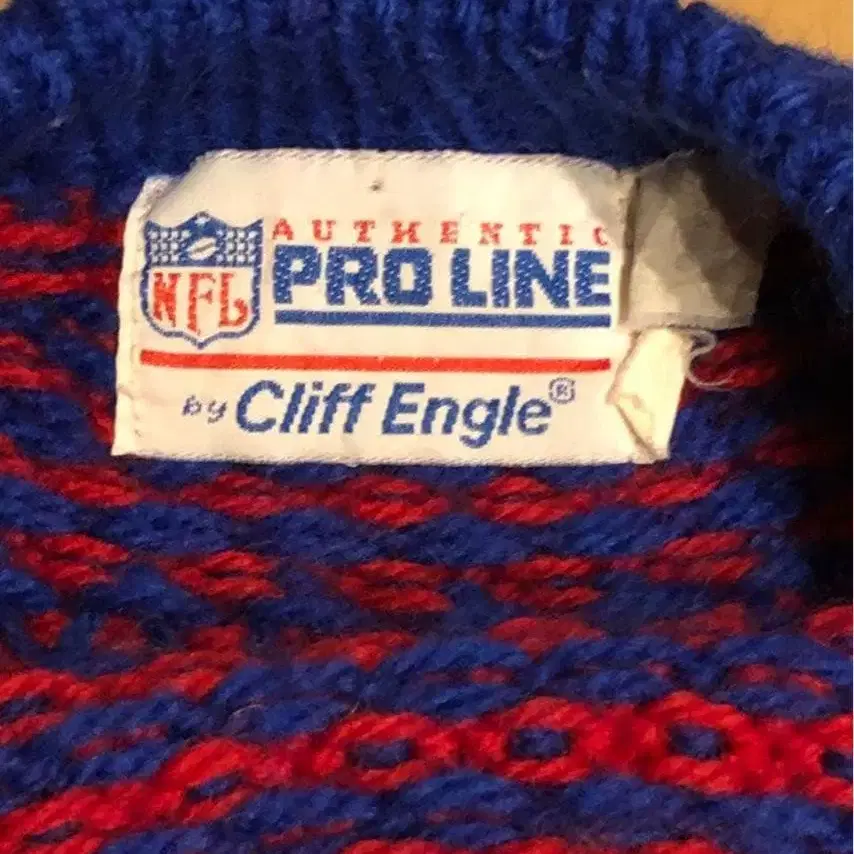 AUTHENTIC
PRO LINE
NFL
by Cliff Engle®